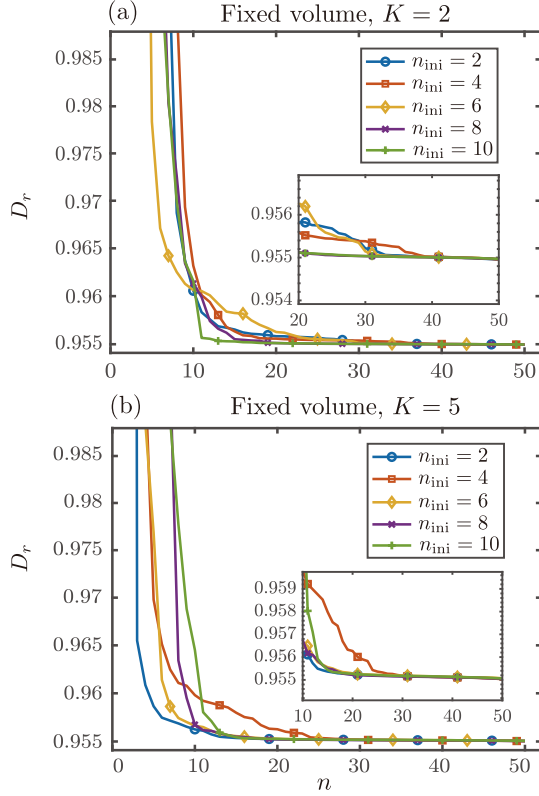 (a) Fixed volume, K = 2
0.985
0.98
0.975
0.97
0.965
0.96
0.955
D_r
n_ini = 2
n_ini = 4
n_ini = 6
n_ini = 8
n_ini = 10
0.956
0.955
0.954
20 30 40 50
0 10 20 30 40 50
(b) Fixed volume, K = 5
0.985
0.98
0.975
0.97
0.965
0.96
0.955
D_r
n_ini = 2
n_ini = 4
n_ini = 6
n_ini = 8
n_ini = 10
0.959
0.958
0.957
0.956
0.955
10 20 30 40 50
0 10 20 30 40 50
n